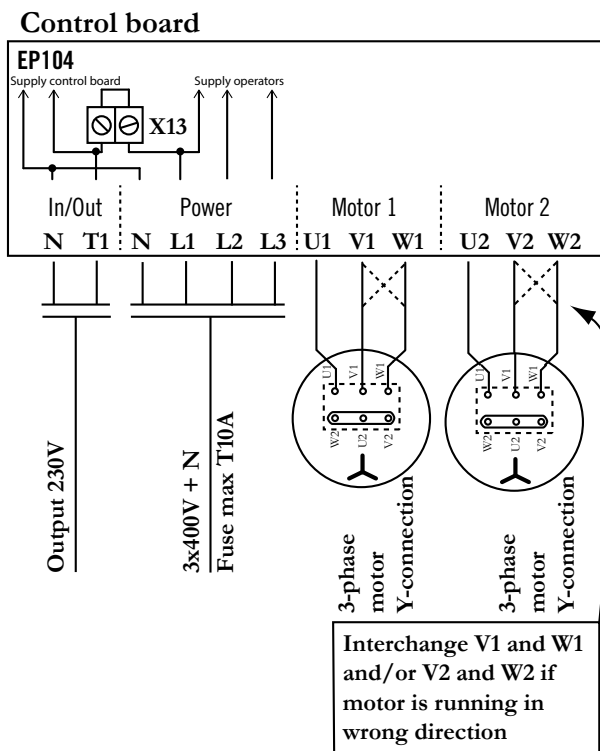 Control board
EP104
Supply control board
Supply operators
X13
In/Out
Power
Motor 1
Motor 2
N T1 N L1 L2 L3 U1 V1 W1 U2 V2 W2
U1 V1 W1
W2 U2 V2
U1 V1 W1
W2 U2 V2
Output 230V
3x400V + N
Fuse max T10A
3-phase
motor
Y-connection
3-phase
motor
Y-connection
Interchange V1 and W1
and/or V2 and W2 if
motor is running in
wrong direction